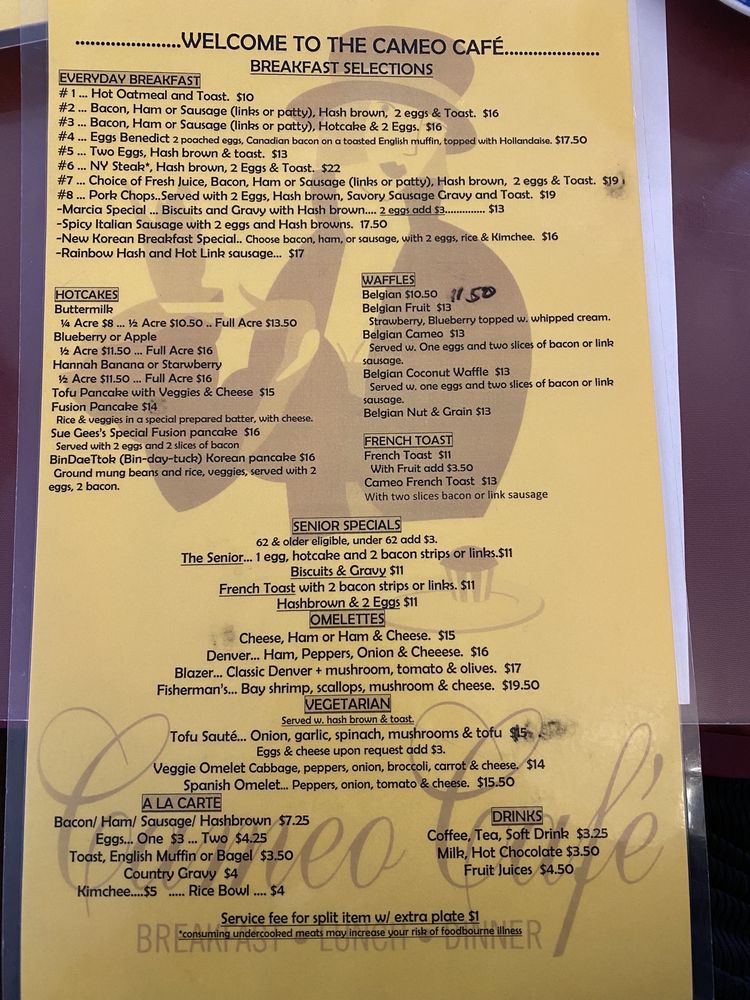 .....................WELCOME TO THE CAMEO CAFÉ...................
BREAKFAST SELECTIONS
EVERYDAY BREAKFAST
# 1 ... Hot Oatmeal and Toast. $10
#2 ... Bacon, Ham or Sausage (links or patty), Hash brown, 2 eggs & Toast. $16
#3 ... Bacon, Ham or Sausage (links or patty), Hotcake & 2 Eggs. $16
#4 ... Eggs Benedict 2 poached eggs, Canadian bacon on a toasted English muffin, topped with Hollandaise. $17.50
#5 ... Two Eggs, Hash brown & toast. $13
#6 ... NY Steak*, Hash brown, 2 Eggs & Toast. $22
#7 ... Choice of Fresh Juice, Bacon, Ham or Sausage (links or patty), Hash brown, 2 eggs & Toast. $19
#8 ... Pork Chops..Served with 2 Eggs, Hash brown, Savory Sausage Gravy and Toast. $19
-Marcia Special ... Biscuits and Gravy with Hash brown.... 2 eggs add $3.............. $13
-Spicy Italian Sausage with 2 eggs and Hash browns. 17.50
-New Korean Breakfast Special.. Choose bacon, ham, or sausage, with 2 eggs, rice & Kimchee. $16
-Rainbow Hash and Hot Link sausage... $17
HOTCAKES
Buttermilk
¼ Acre $8 ... ½ Acre $10.50 .. Full Acre $13.50
Blueberry or Apple
½ Acre $11.50 ... Full Acre $16
Hannah Banana or Starwberry
½ Acre $11.50 ... Full Acre $16
Tofu Pancake with Veggies & Cheese $15
Fusion Pancake $14
Rice & veggies in a special prepared batter, with cheese.
Sue Gees's Special Fusion pancake $16
Served with 2 eggs and 2 slices of bacon
BinDaeTtok (Bin-day-tuck) Korean pancake $16
Ground mung beans and rice, veggies, served with 2
eggs, 2 bacon.
WAFFLES
Belgian $10.50 11.50
Belgian Fruit $13
Strawberry, Blueberry topped w. whipped cream.
Belgian Cameo $13
Served w. One eggs and two slices of bacon or link
sausage.
Belgian Coconut Waffle $13
Served w. one eggs and two slices of bacon or link
sausage.
Belgian Nut & Grain $13
FRENCH TOAST
French Toast $11
With Fruit add $3.50
Cameo French Toast $13
With two slices bacon or link sausage
SENIOR SPECIALS
62 & older eligible, under 62 add $3.
The Senior... 1 egg, hotcake and 2 bacon strips or links.$11
Biscuits & Gravy $11
French Toast with 2 bacon strips or links. $11
Hashbrown & 2 Eggs $11
OMELETTES
Cheese, Ham or Ham & Cheese. $15
Denver... Ham, Peppers, Onion & Cheeese. $16
Blazer... Classic Denver + mushroom, tomato & olives. $17
Fisherman's... Bay shrimp, scallops, mushroom & cheese. $19.50
VEGETARIAN
Served w. hash brown & toast.
Tofu Sauté... Onion, garlic, spinach, mushrooms & tofu
Eggs & cheese upon request add $3.
Veggie Omelet Cabbage, peppers, onion, broccoli, carrot & cheese. $14
Spanish Omelet... Peppers, onion, tomato & cheese. $15.50
A LA CARTE
Bacon/ Ham/ Sausage/ Hashbrown $7.25
Eggs... One $3 ... Two $4.25
Toast, English Muffin or Bagel $3.50
Country Gravy $4
Kimchee....$5 ..... Rice Bowl .... $4
DRINKS
Coffee, Tea, Soft Drink $3.25
Milk, Hot Chocolate $3.50
Fruit Juices $4.50
Cameo Café
Service fee for split item w/ extra plate $1
BREAKFAST • LUNCH • DINNER
*consuming undercooked meats may increase your risk of foodbourne illness